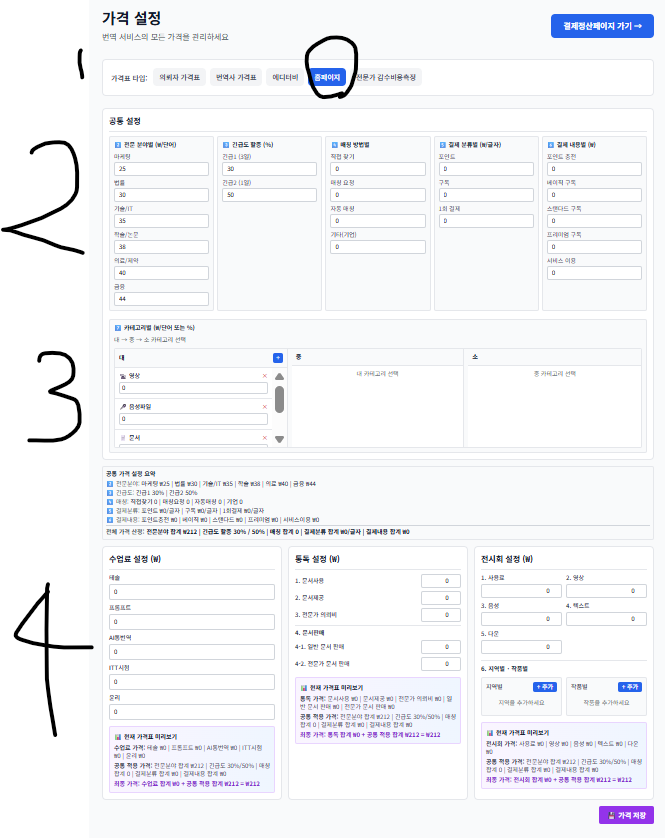 가격 설정
번역 서비스의 모든 가격을 관리하세요
결제정산페이지 가기 →
1
가격표 타입: 의뢰자 가격표 번역사 가격표 에디터비 홈페이지 전문가 감수비용측정
2
공통 설정
2 전문 분야별 (₩/단어)
마케팅
25
법률
30
기술/IT
35
학술/논문
38
의료/제약
40
금융
44
3 긴급도 할증 (%)
긴급1 (3일)
30
긴급2 (1일)
50
4 매칭 방법별
직접 찾기
0
매칭 요청
0
자동 매칭
0
기타(기업)
0
5 결제 분류별 (₩/글자)
포인트
0
구독
0
1회 결제
0
6 결제 내용별 (₩)
포인트 충전
0
베이직 구독
0
스탠다드 구독
0
프리미엄 구독
0
서비스 이용
0
3
7 카테고리별 (₩/단어 또는 %)
대 → 중 → 소 카테고리 선택
대 + 중 소
영상 ×
0
음성파일 ×
0
문서 ×
대 카테고리 선택
중 카테고리 선택
공통 가격 설정 요약
2 전문분야: 마케팅 ₩25 | 법률 ₩30 | 기술/IT ₩35 | 학술 ₩38 | 의료 ₩40 | 금융 ₩44
3 긴급도: 긴급1 30% | 긴급2 50%
4 매칭: 직접찾기 0 | 매칭요청 0 | 자동매칭 0 | 기업 0
5 결제분류: 포인트 ₩0/글자 | 구독 ₩0/글자 | 1회결제 ₩0
6 결제내용: 포인트충전 ₩0 | 베이직 ₩0 | 스탠다드 ₩0 | 프리미엄 ₩0 | 서비스이용 ₩0
전체 가격 산정: 전문분야 합계 ₩212 | 긴급도 할증 30% / 50% | 매칭 합계 0 | 결제분류 합계 ₩0/글자 | 결제내용 합계 ₩0
4
수업료 설정 (₩)
테솔
0
프롬프트
0
AI통번역
0
ITT시험
0
윤리
0
현재 가격표 미리보기
수업료 가격: 테솔 ₩0 | 프롬프트 ₩0 | AI통번역 ₩0 | ITT시험
₩0 | 윤리 ₩0
공통 적용 가격: 전문분야 합계 ₩212 | 긴급도 30%/50% | 매칭
합계 0 | 결제분류 합계 ₩0 | 결제내용 합계 ₩0
최종 가격: 수업료 합계 ₩0 + 공통 적용 ₩212 = ₩212
통독 설정 (₩)
1. 문서사용 0
2. 문서제공 0
3. 전문가 의뢰비 0
4. 문서판매
4-1. 일반 문서 판매 0
4-2. 전문가 문서 판매 0
현재 가격표 미리보기
통독 가격: 문서사용 ₩0 | 문서제공 ₩0 | 전문가 의뢰비 ₩0 | 일
반 문서 판매 ₩0 | 전문가 문서 판매 ₩0
공통 적용 가격: 전문분야 합계 ₩212 | 긴급도 30%/50% | 매칭
합계 0 | 결제분류 합계 ₩0 | 결제내용 합계 ₩0
최종 가격: 통독 합계 ₩0 + 공통 적용 ₩212 = ₩212
전시회 설정 (₩)
1. 사용료 2. 영상
0 0
3. 음성 4. 텍스트
0 0
5. 다운
0
6. 지역별 · 작품별
지역별 + 추가 작품별 + 추가
지역을 추가하세요 작품을 추가하세요
현재 가격표 미리보기
전시회 가격: 사용료 ₩0 | 영상 ₩0 | 음성 ₩0 | 텍스트 ₩0 | 다운
₩0
공통 적용 가격: 전문분야 합계 ₩212 | 긴급도 30%/50% | 매칭
합계 0 | 결제분류 합계 ₩0 | 결제내용 합계 ₩0
최종 가격: 전시회 합계 ₩0 + 공통 적용 ₩212 = ₩212
가격 저장